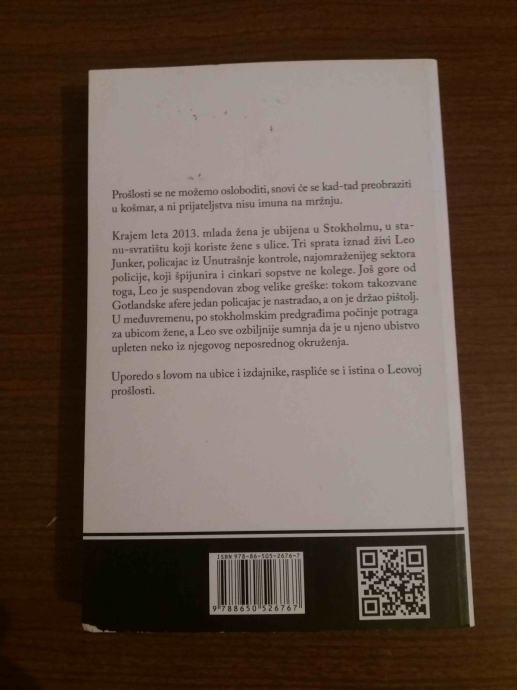 Prošlosti se ne možemo osloboditi, snovi će se kad-tad preobraziti
u košmar, a ni prijateljstva nisu imuna na mržnju.
Krajem leta 2013. mlada žena je ubijena u Stokholmu, u sta-
nu-svratištu koji koriste žene s ulice. Tri sprata iznad živi Leo
Junker, policajac iz Unutrašnje kontrole, najomraženijeg sektora
policije, koji špijunira i cinkari sopstve ne kolege. Još gore od
toga, Leo je suspendovan zbog velike greške: tokom takozvane
Gotlandske afere jedan policajac je nastradao, a on je držao pištolj.
U međuvremenu, po stokholmskim predgrađima počinje potraga
za ubicom žene, a Leo sve ozbiljnije sumnja da je u njeno ubistvo
upleten neko iz njegovog neposrednog okruženja.
Uporedo s lovom na ubice i izdajnike, raspliće se i istina o Leovoj
prošlosti.
ISBN 978-86-505-2676-7
9 788650 526767